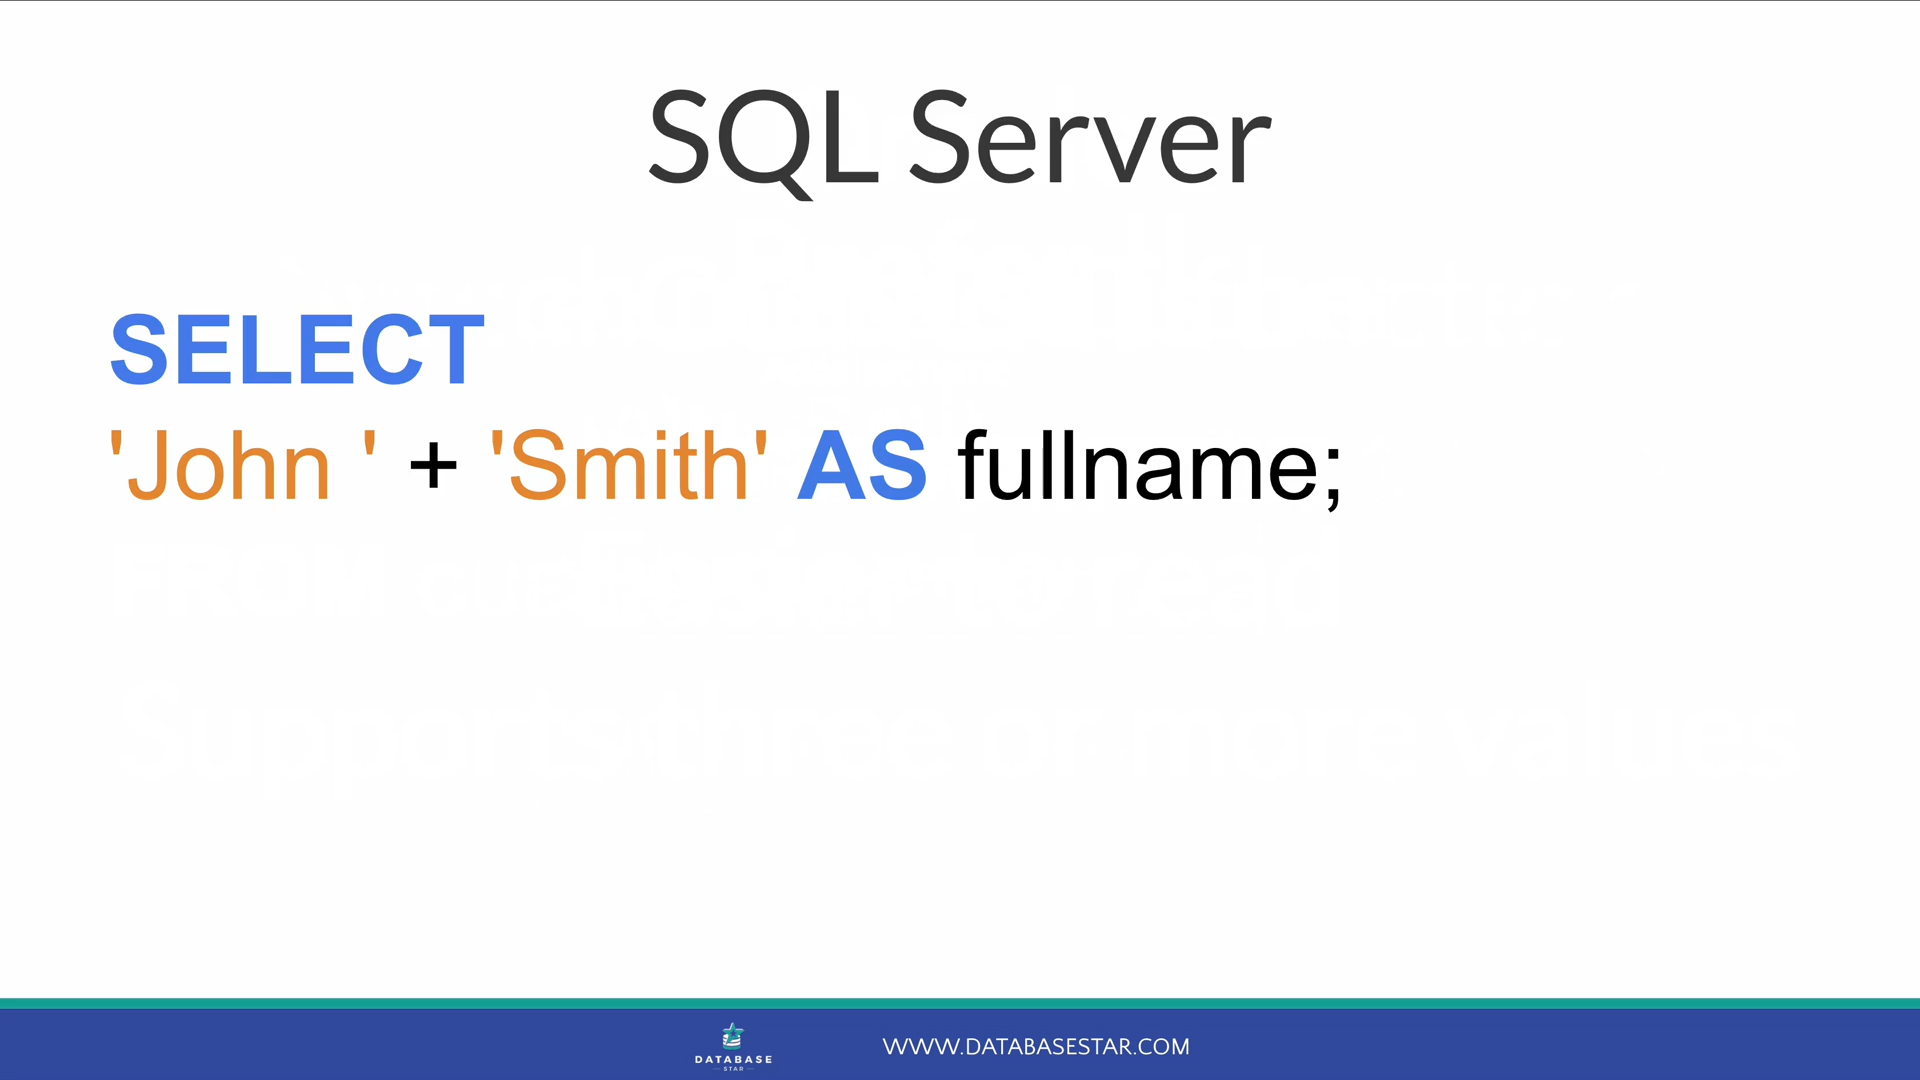 SQL Server
SELECT
'John ' + 'Smith' AS fullname;
DATABASE
STAR
WWW.DATABASESTAR.COM